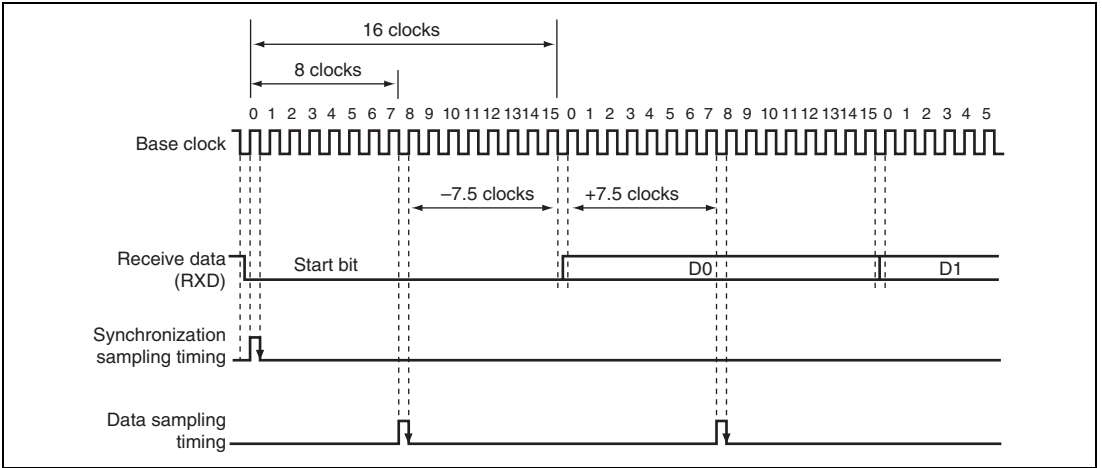 16 clocks
8 clocks
0 1 2 3 4 5 6 7 8 9 10 11 12 13 14 15 0 1 2 3 4 5 6 7 8 9 10 11 12 13 14 15 0 1 2 3 4 5
Base clock
–7.5 clocks +7.5 clocks
Receive data
(RXD)
Start bit D0 D1
Synchronization
sampling timing
Data sampling
timing